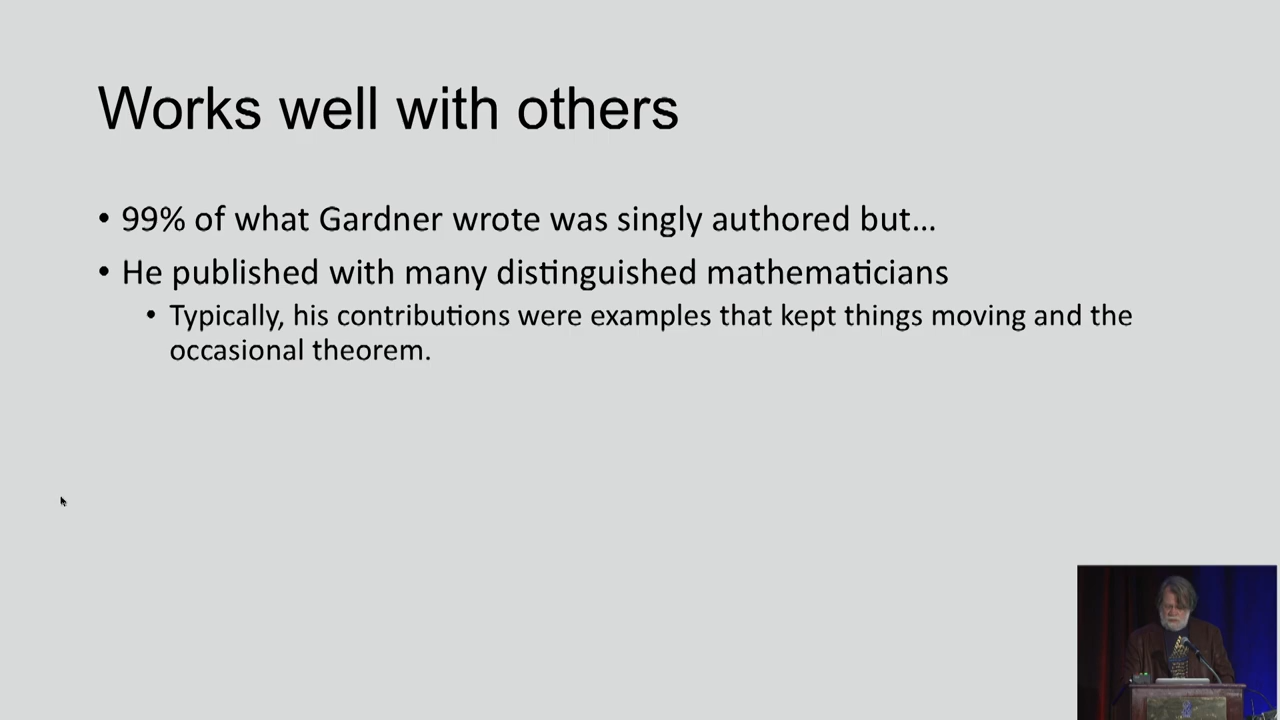 Works well with others
• 99% of what Gardner wrote was singly authored but...
• He published with many distinguished mathematicians
• Typically, his contributions were examples that kept things moving and the
occasional theorem.